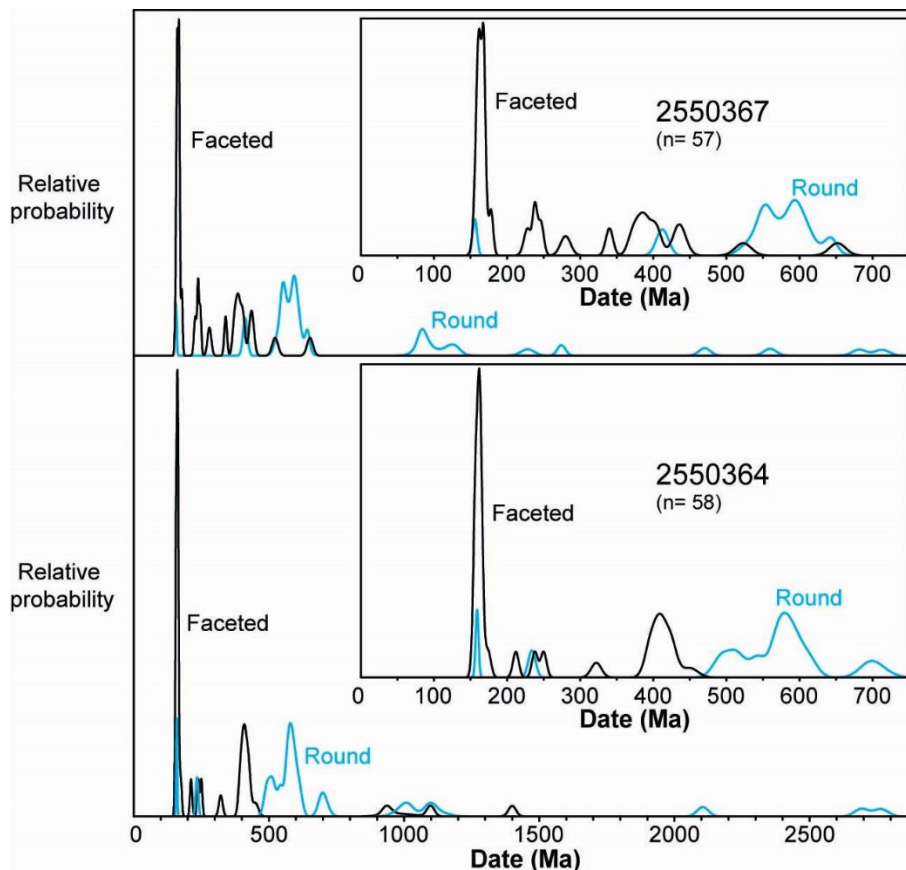 Relative
probability
Faceted
Round
Faceted
2550367
(n= 57)
Round
0 100 200 300 400 500 600 700
Date (Ma)
Relative
probability
Faceted
Round
Faceted
2550364
(n= 58)
Round
0 100 200 300 400 500 600 700
Date (Ma)
0 500 1000 1500 2000 2500
Date (Ma)